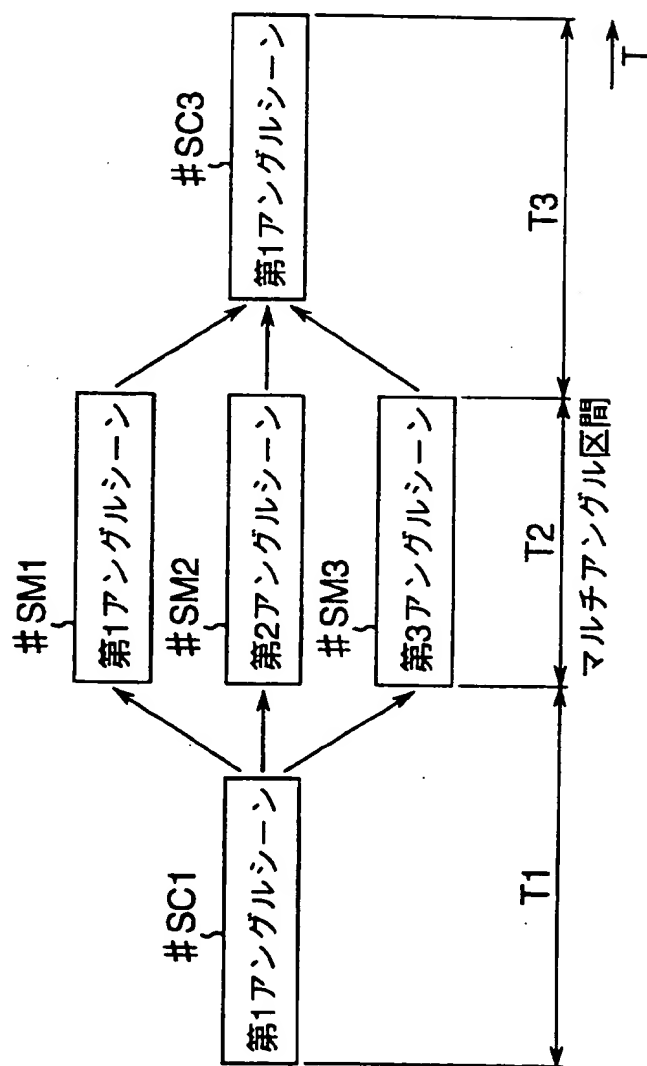 #SC1
第1アングルシーン
#SM1
第1アングルシーン
#SM2
第2アングルシーン
#SM3
第3アングルシーン
#SC3
第1アングルシーン
T1
T2
T3
マルチアングル区間
T